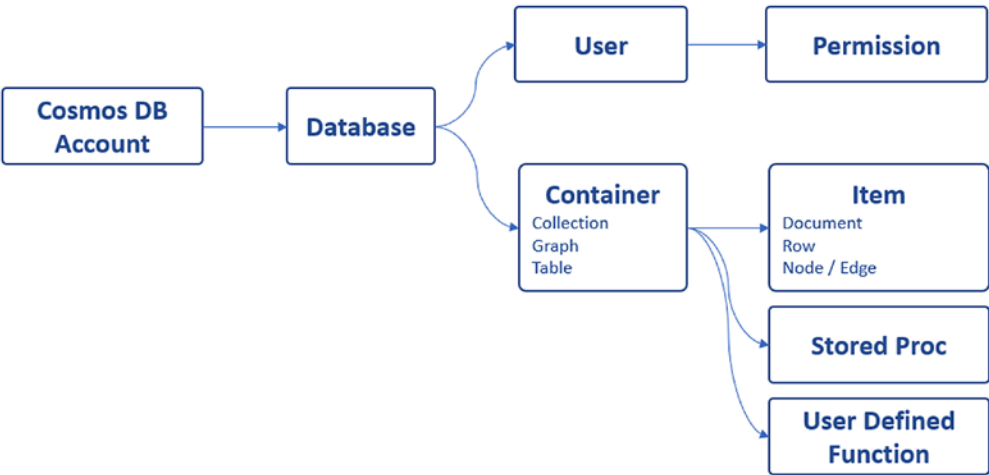 User
Permission
Cosmos DB
Account
Database
Container
Collection
Graph
Table
Item
Document
Row
Node / Edge
Stored Proc
User Defined
Function